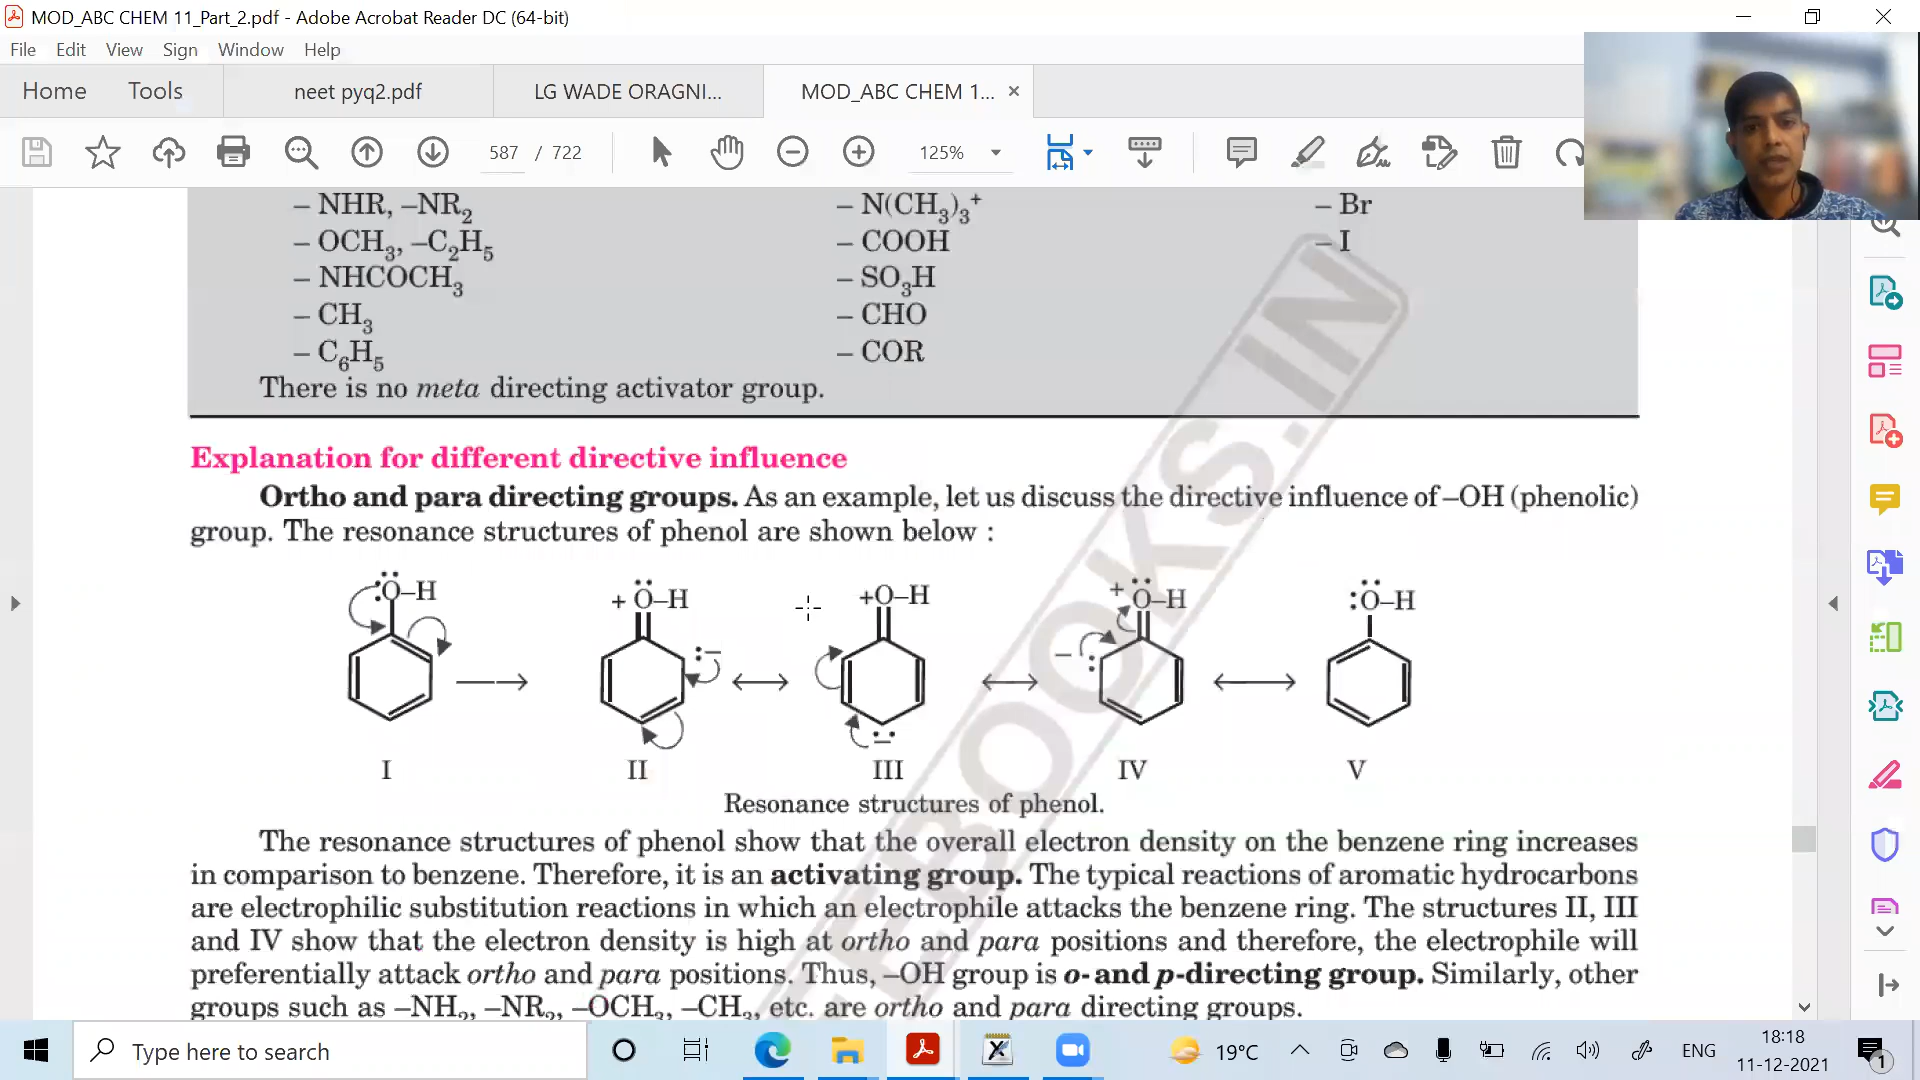 MOD_ABC CHEM 11_Part_2.pdf - Adobe Acrobat Reader DC (64-bit)
File Edit View Sign Window Help
Home Tools neet pyq2.pdf LG WADE ORAGNI... MOD_ABC CHEM 1... ×
587 / 722 125%
– NHR, –NR₂ – N(CH₃)₃⁺ – Br
– OCH₃, –C₂H₅ – COOH – I
– NHCOCH₃ – SO₃H
– CH₃ – CHO
– C₆H₅ – COR
There is no meta directing activator group.
Explanation for different directive influence
Ortho and para directing groups. As an example, let us discuss the directive influence of –OH (phenolic)
group. The resonance structures of phenol are shown below :
:Ö–H + Ö–H +O–H + Ö–H :Ö–H
I II III IV V
Resonance structures of phenol.
The resonance structures of phenol show that the overall electron density on the benzene ring increases
in comparison to benzene. Therefore, it is an activating group. The typical reactions of aromatic hydrocarbons
are electrophilic substitution reactions in which an electrophile attacks the benzene ring. The structures II, III
and IV show that the electron density is high at ortho and para positions and therefore, the electrophile will
preferentially attack ortho and para positions. Thus, –OH group is o- and p-directing group. Similarly, other
groups such as –NH₂, –NR₂, –OCH₃, –CH₃, etc. are ortho and para directing groups.
EBOOKS.IN
Type here to search 19°C ENG 18:18
11-12-2021 1